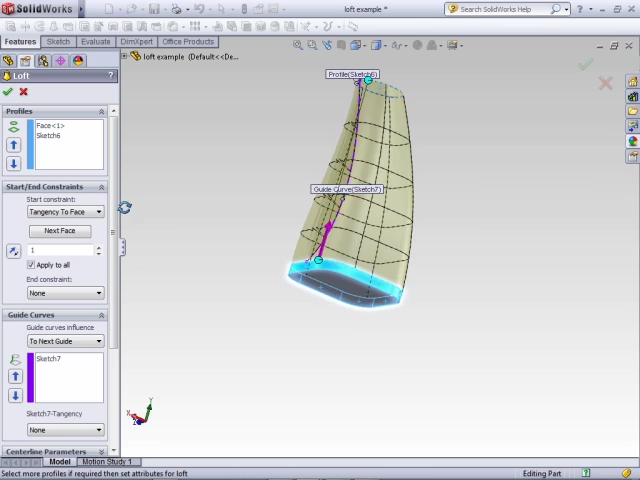 SolidWorks
loft example *
Search SolidWorks Help
Features
Sketch
Evaluate
DimXpert
Office Products
loft example (Default<<De...
Loft
Profiles
Face<1>
Sketch6
Start/End Constraints
Start constraint:
Tangency To Face
Next Face
1
Apply to all
End constraint:
None
Guide Curves
Guide curves influence
To Next Guide
Sketch7
Sketch7-Tangency
None
Centerline Parameters
Profile(Sketch6)
Guide Curve(Sketch7)
Y
X
Z
Model
Motion Study 1
Select more profiles if required then set attributes for loft
Editing Part